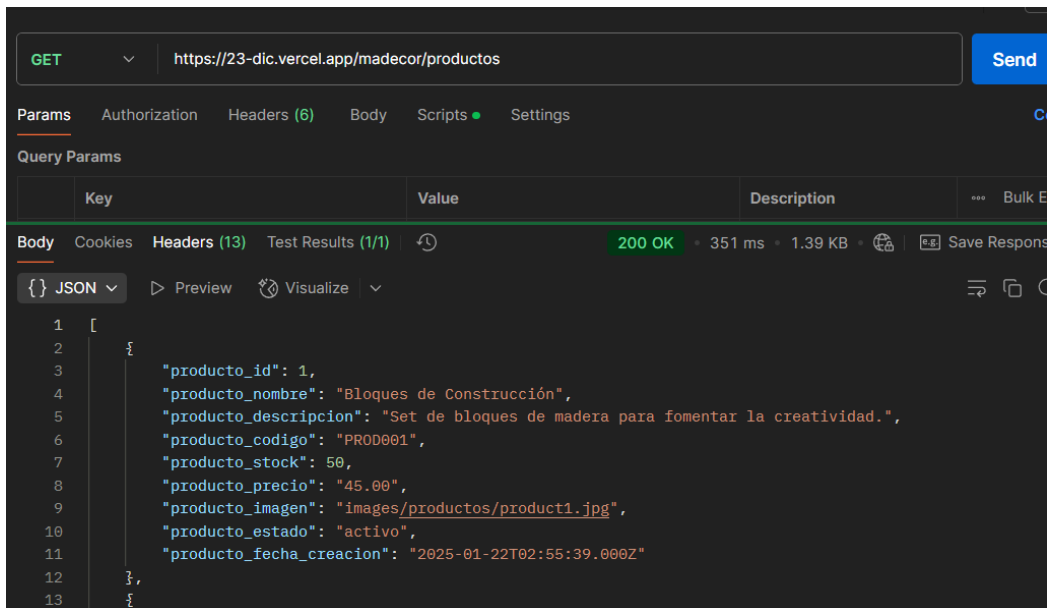 GET https://23-dic.vercel.app/madecor/productos Send
Params Authorization Headers (6) Body Scripts Settings
Query Params
Key Value Description Bulk
Body Cookies Headers (13) Test Results (1/1) 200 OK • 351 ms • 1.39 KB e.g. Save
{} JSON Preview Visualize
1 [
2 {
3 "producto_id": 1,
4 "producto_nombre": "Bloques de Construcción",
5 "producto_descripcion": "Set de bloques de madera para fomentar la creatividad.",
6 "producto_codigo": "PROD001",
7 "producto_stock": 50,
8 "producto_precio": "45.00",
9 "producto_imagen": "images/productos/product1.jpg",
10 "producto_estado": "activo",
11 "producto_fecha_creacion": "2025-01-22T02:55:39.000Z"
12 },
13 {